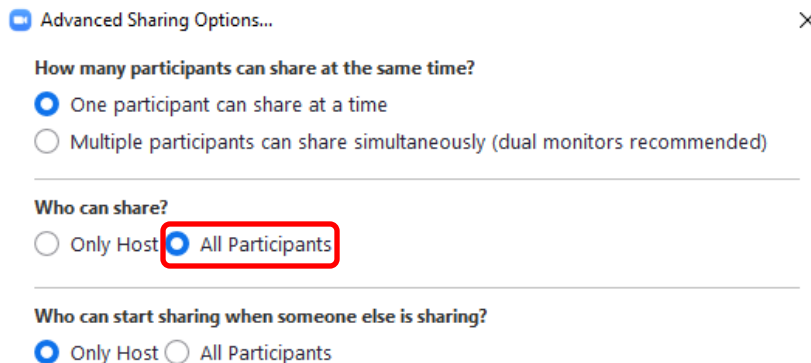 Advanced Sharing Options...
How many participants can share at the same time?
One participant can share at a time
Multiple participants can share simultaneously (dual monitors recommended)
Who can share?
Only Host All Participants
Who can start sharing when someone else is sharing?
Only Host All Participants